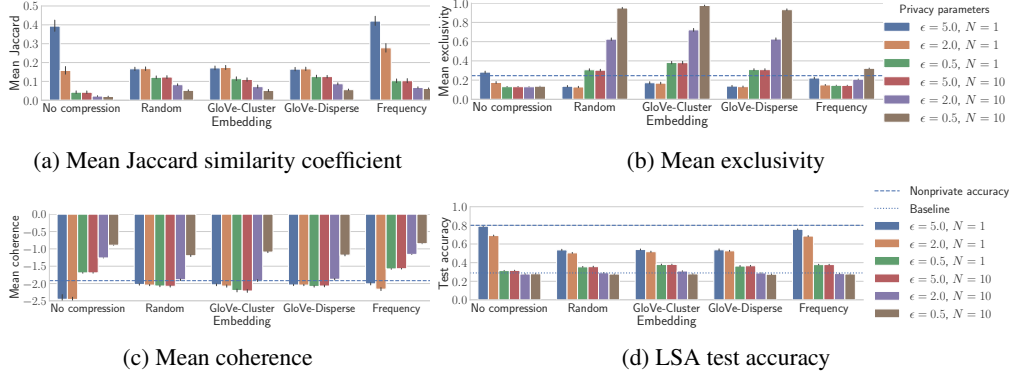 0.5
0.4
0.3
0.2
0.1
0.0
Mean Jaccard
No compression Random GloVe-Cluster GloVe-Disperse Frequency
Embedding
(a) Mean Jaccard similarity coefficient
1.0
0.8
0.6
0.4
0.2
0.0
Mean exclusivity
No compression Random GloVe-Cluster GloVe-Disperse Frequency
Embedding
Privacy parameters
ϵ = 5.0, N = 1
ϵ = 2.0, N = 1
ϵ = 0.5, N = 1
ϵ = 5.0, N = 10
ϵ = 2.0, N = 10
ϵ = 0.5, N = 10
(b) Mean exclusivity
0.0
−0.5
−1.0
−1.5
−2.0
−2.5
Mean coherence
No compression Random GloVe-Cluster GloVe-Disperse Frequency
Embedding
(c) Mean coherence
1.0
0.8
0.6
0.4
0.2
0.0
Test accuracy
No compression Random GloVe-Cluster GloVe-Disperse Frequency
Embedding
Nonprivate accuracy
Baseline
ϵ = 5.0, N = 1
ϵ = 2.0, N = 1
ϵ = 0.5, N = 1
ϵ = 5.0, N = 10
ϵ = 2.0, N = 10
ϵ = 0.5, N = 10
(d) LSA test accuracy